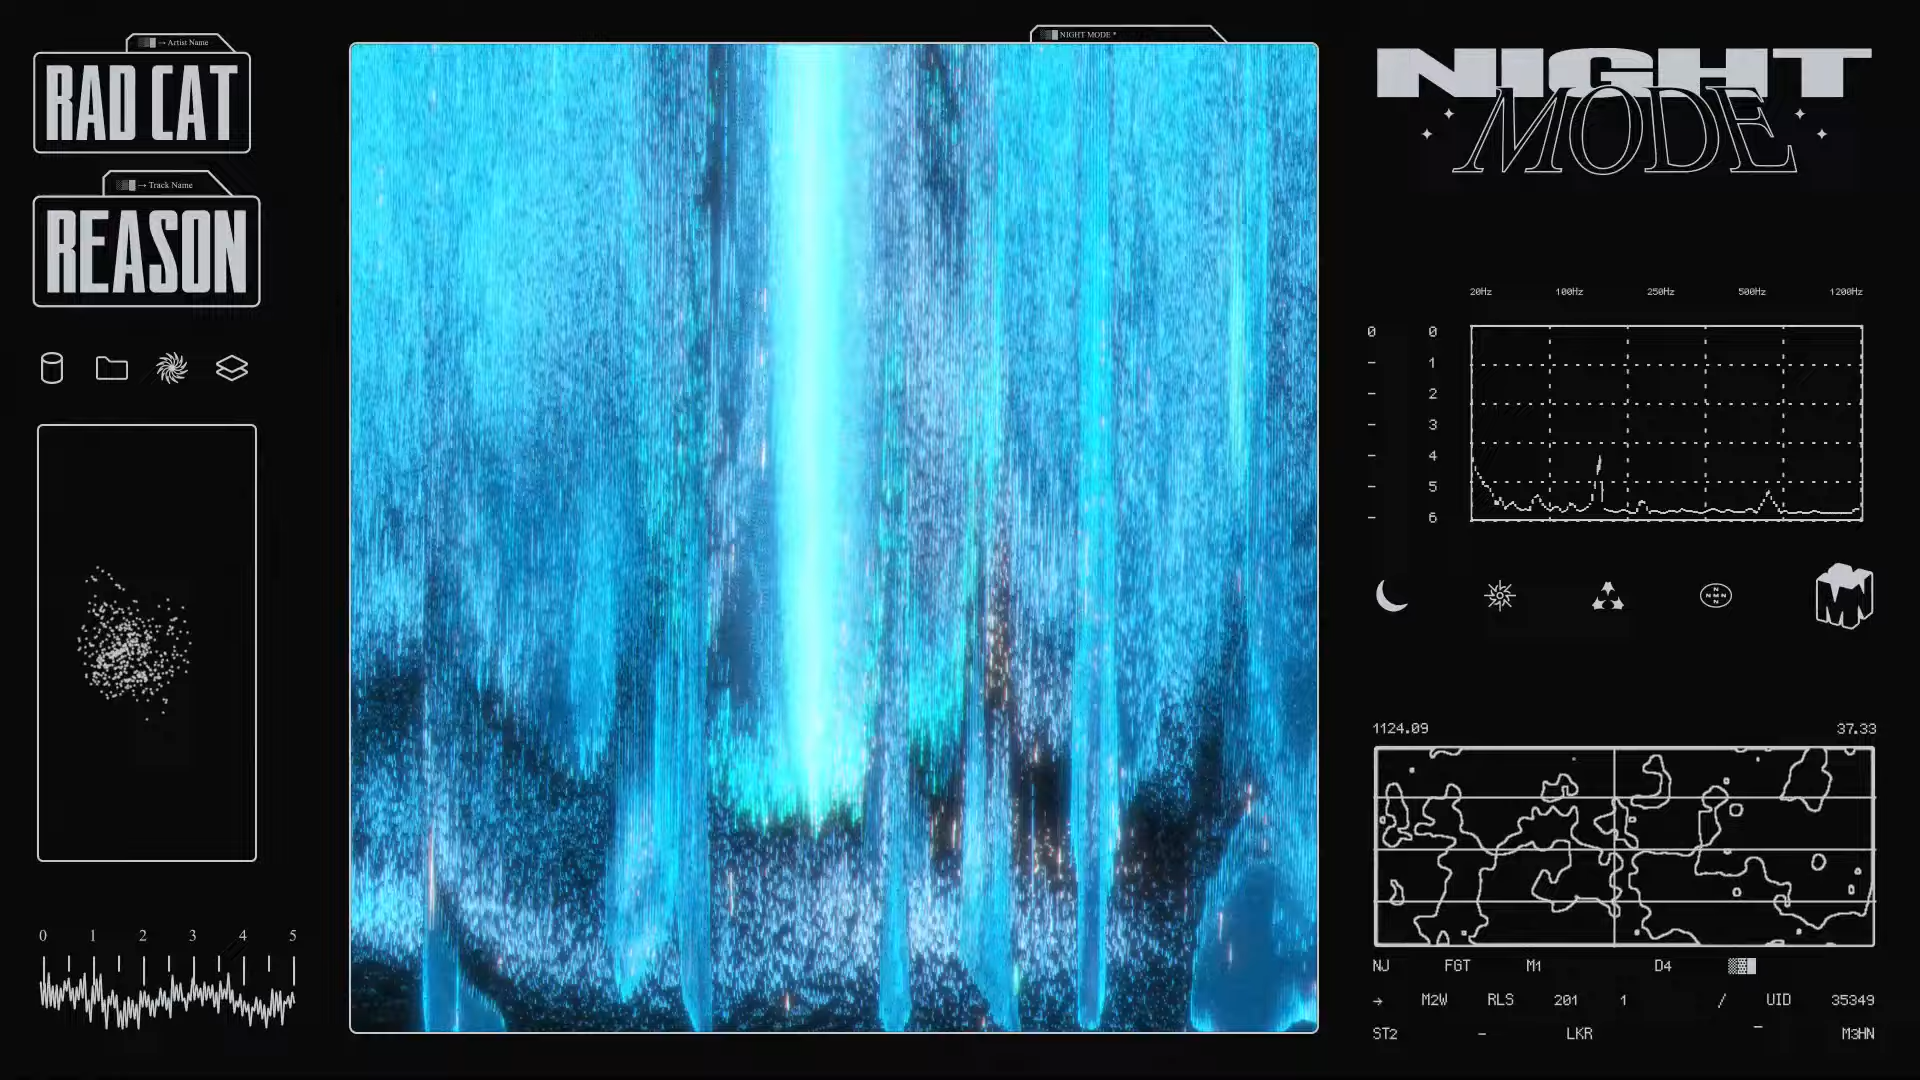 → Artist Name
RAD CAT
→ Track Name
REASON
0 1 2 3 4 5
NIGHT MODE *
NIGHT
MODE
20Hz 100Hz 250Hz 500Hz 1200Hz
0 0
- 1
- 2
- 3
- 4
- 5
- 6
N
NMN
N
M
1124.09 37.33
NJ FGT M1 D4
→ M2W RLS 201 1 / UID 35349
ST2 - LKR - M3HN